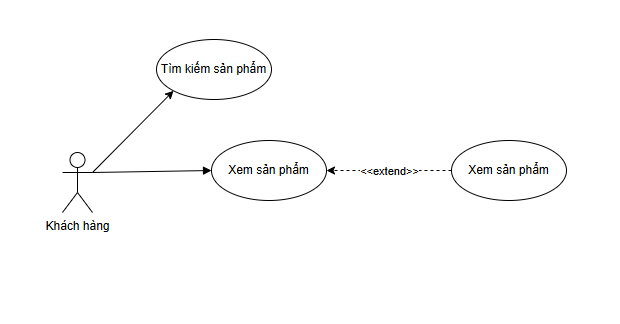 Tìm kiếm sản phẩm
Xem sản phẩm
<<extend>>
Xem sản phẩm
Khách hàng